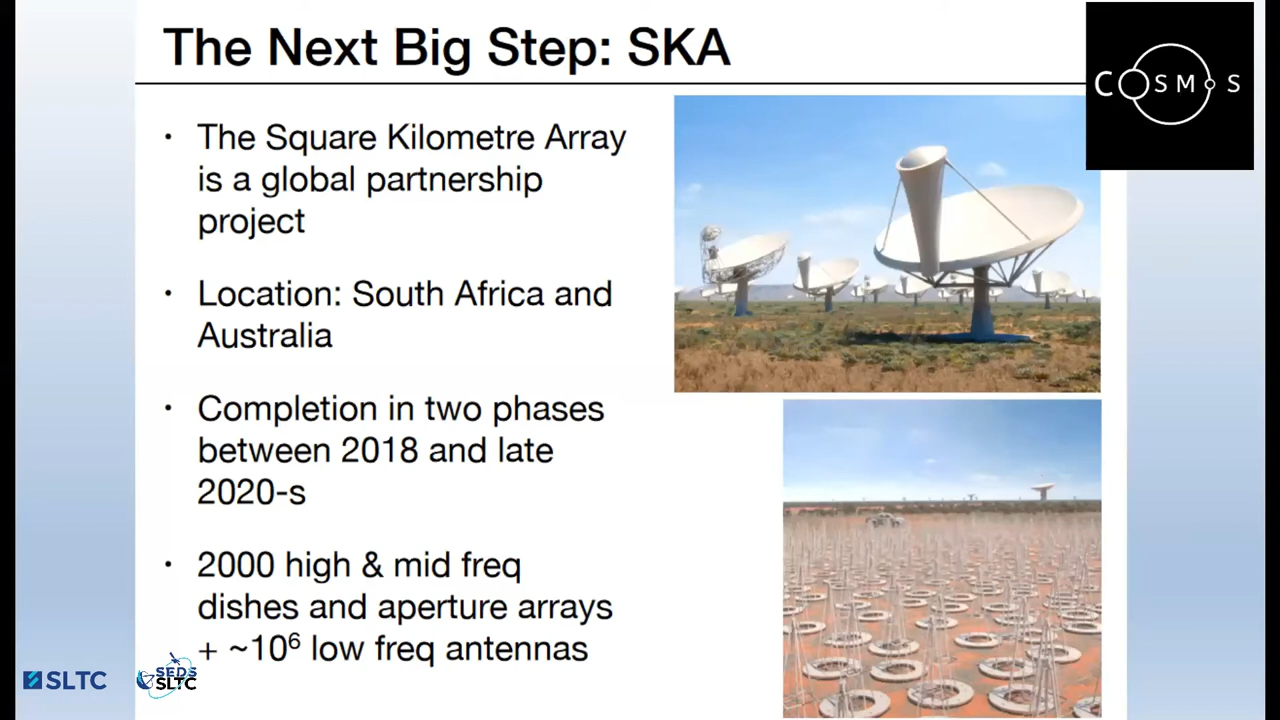 The Next Big Step: SKA
COSMOS
• The Square Kilometre Array
is a global partnership
project
• Location: South Africa and
Australia
• Completion in two phases
between 2018 and late
2020-s
• 2000 high & mid freq
dishes and aperture arrays
+ ~10⁶ low freq antennas
SLTC
SEDS
SLTC